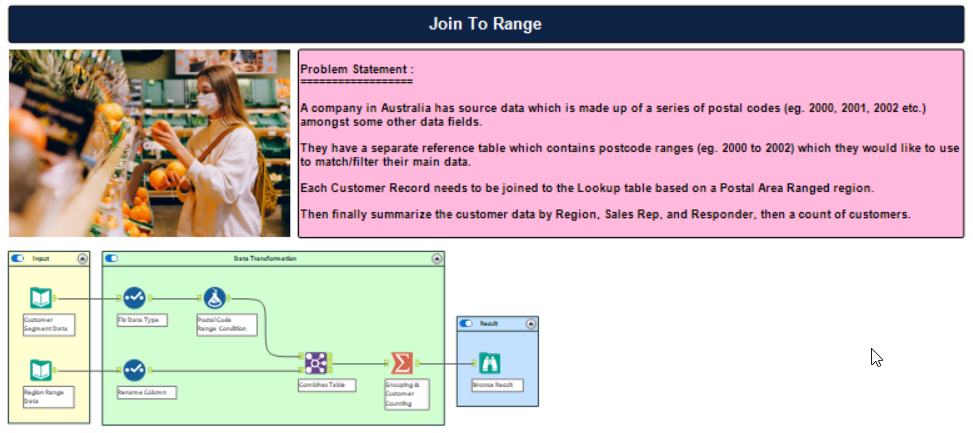 Join To Range
Problem Statement :
==================
A company in Australia has source data which is made up of a series of postal codes (eg. 2000, 2001, 2002 etc.)
amongst some other data fields.
They have a separate reference table which contains postcode ranges (eg. 2000 to 2002) which they would like to use
to match/filter their main data.
Each Customer Record needs to be joined to the Lookup table based on a Postal Area Ranged region.
Then finally summarize the customer data by Region, Sales Rep, and Responder, then a count of customers.
Input
Data Transformation
Customer
Segment Data
Fix Data Type
Postal Code
Range Condition
Result
Region Range
Data
Rename Column
Combines Table
Grouping &
Customer
Counting
Browse Result